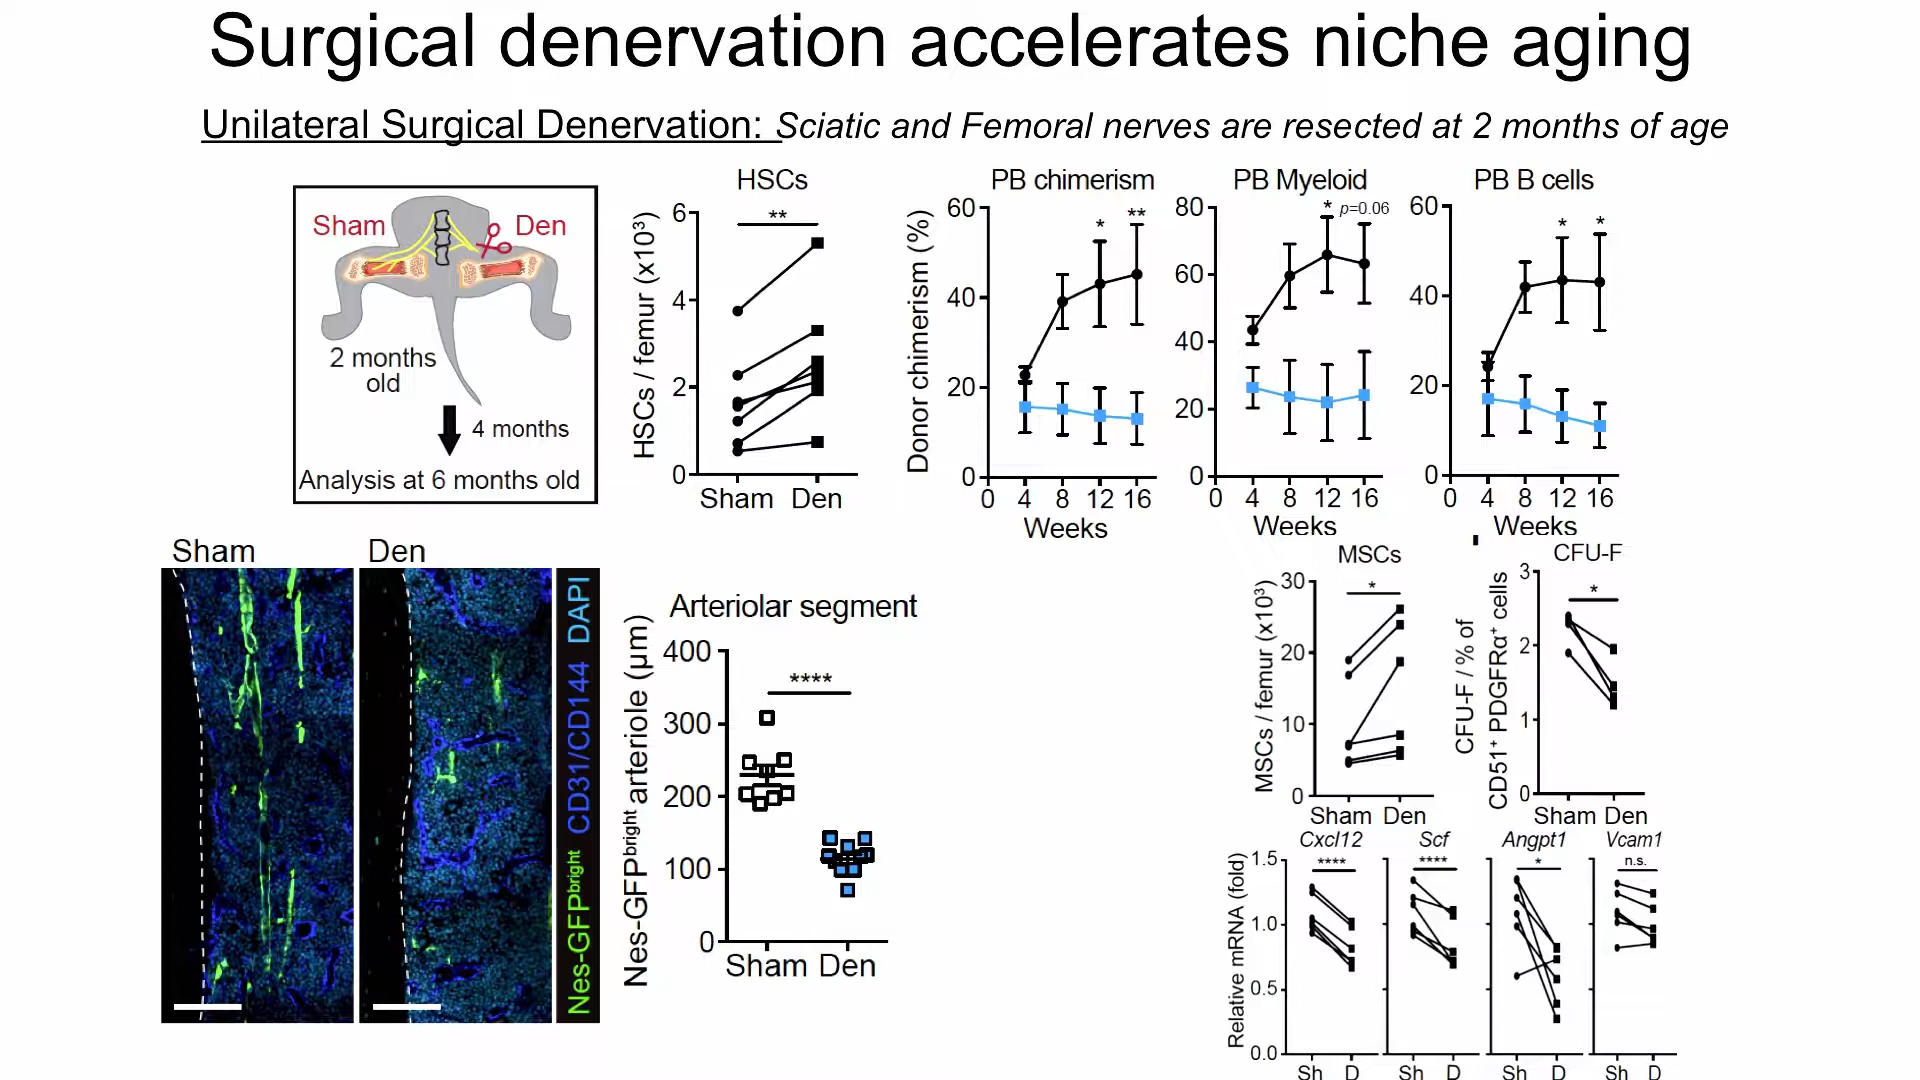 Surgical denervation accelerates niche aging
Unilateral Surgical Denervation: Sciatic and Femoral nerves are resected at 2 months of age
Sham
Den
2 months
old
4 months
Analysis at 6 months old
HSCs
HSCs / femur (x10³)
6
4
2
0
**
Sham Den
PB chimerism
Donor chimerism (%)
60
40
20
0
* **
0 4 8 12 16
Weeks
PB Myeloid
80
60
40
20
0
* p=0.06
0 4 8 12 16
Weeks
PB B cells
60
40
20
0
* *
0 4 8 12 16
Weeks
Sham
Den
Nes-GFPbright CD31/CD144 DAPI
Arteriolar segment
Nes-GFPbright arteriole (µm)
400
300
200
100
0
****
Sham Den
MSCs
MSCs / femur (x10³)
30
20
10
0
*
Sham Den
CFU-F
CFU-F / % of
CD51⁺ PDGFRα⁺ cells
3
2
1
0
*
Sham Den
Relative mRNA (fold)
1.5
1.0
0.5
0.0
Cxcl12
****
Sh D
Scf
****
Sh D
Angpt1
*
Sh D
Vcam1
n.s.
Sh D